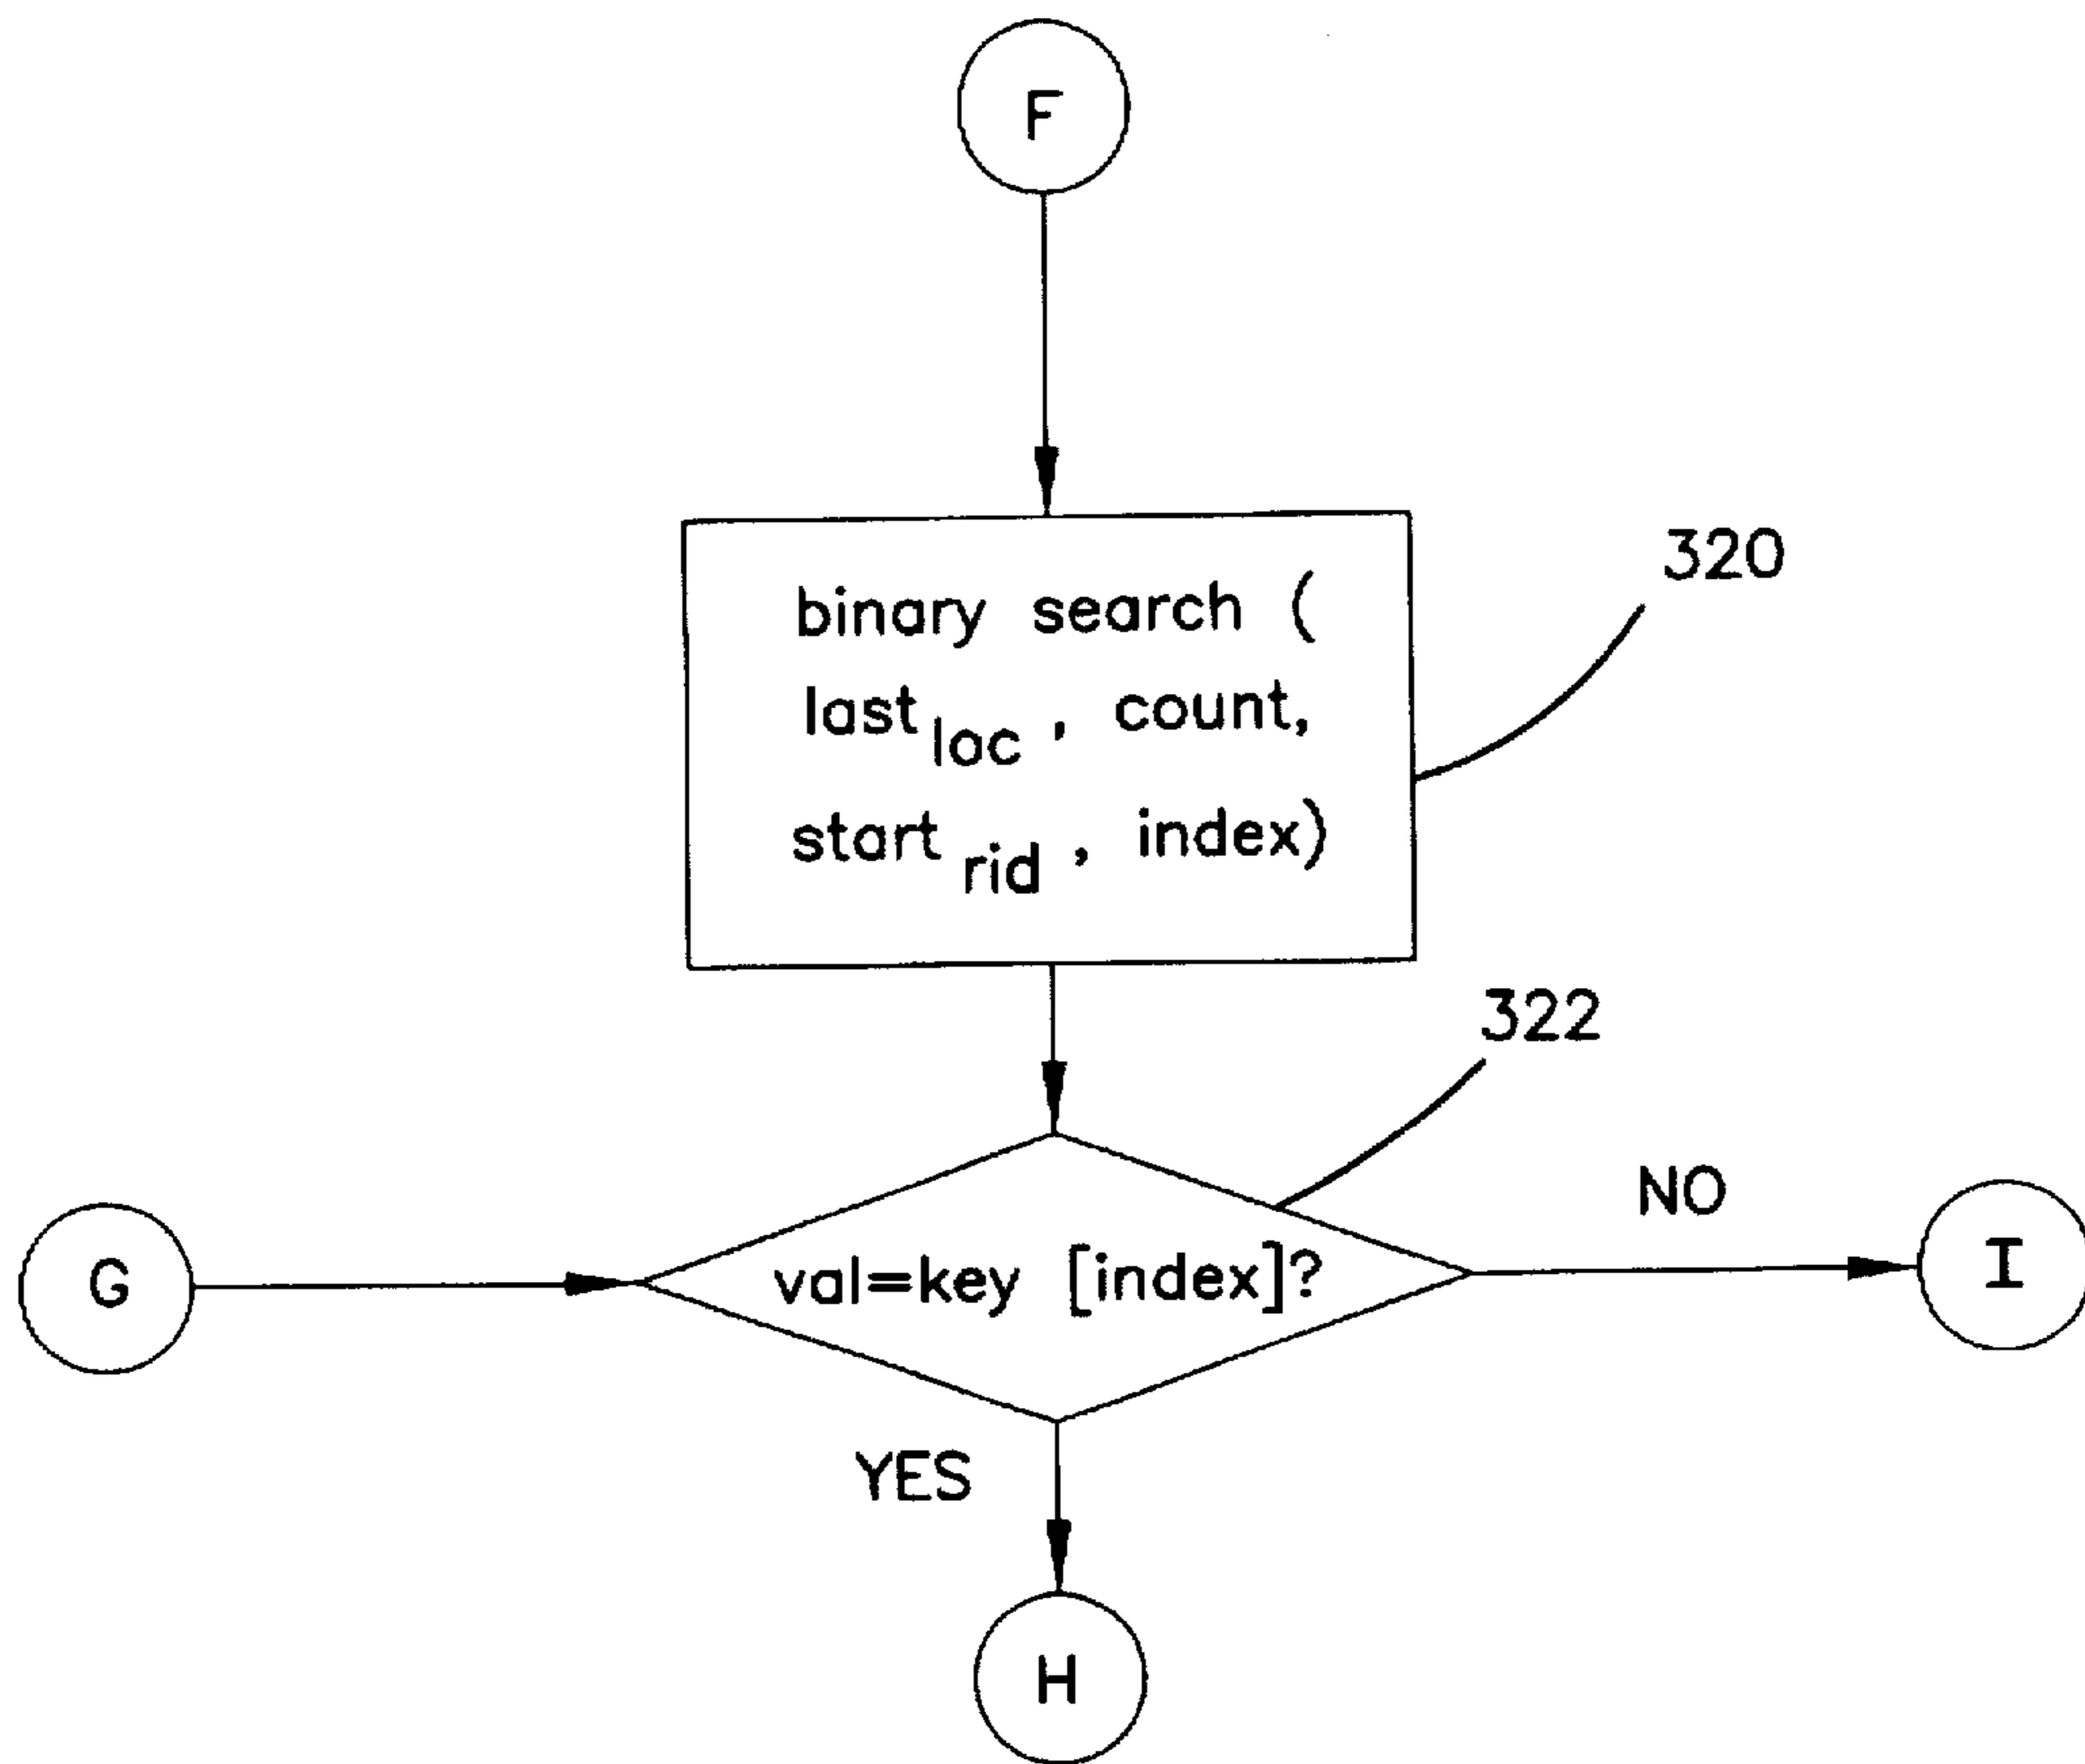 F
320
binary search (
last loc , count,
start rid , index)
322
NO
G
val=key [index]?
I
YES
H